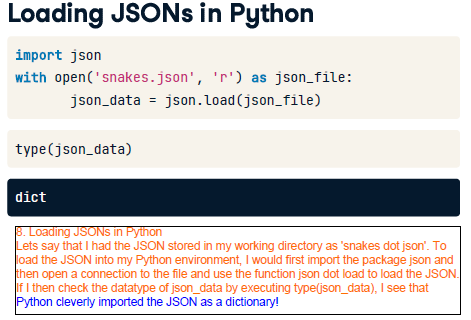 Loading JSONs in Python
import json
with open('snakes.json', 'r') as json_file:
json_data = json.load(json_file)
type(json_data)
dict
8. Loading JSONs in Python
Lets say that I had the JSON stored in my working directory as 'snakes dot json'. To
load the JSON into my Python environment, I would first import the package json and
then open a connection to the file and use the function json dot load to load the JSON.
If I then check the datatype of json_data by executing type(json_data), I see that
Python cleverly imported the JSON as a dictionary!